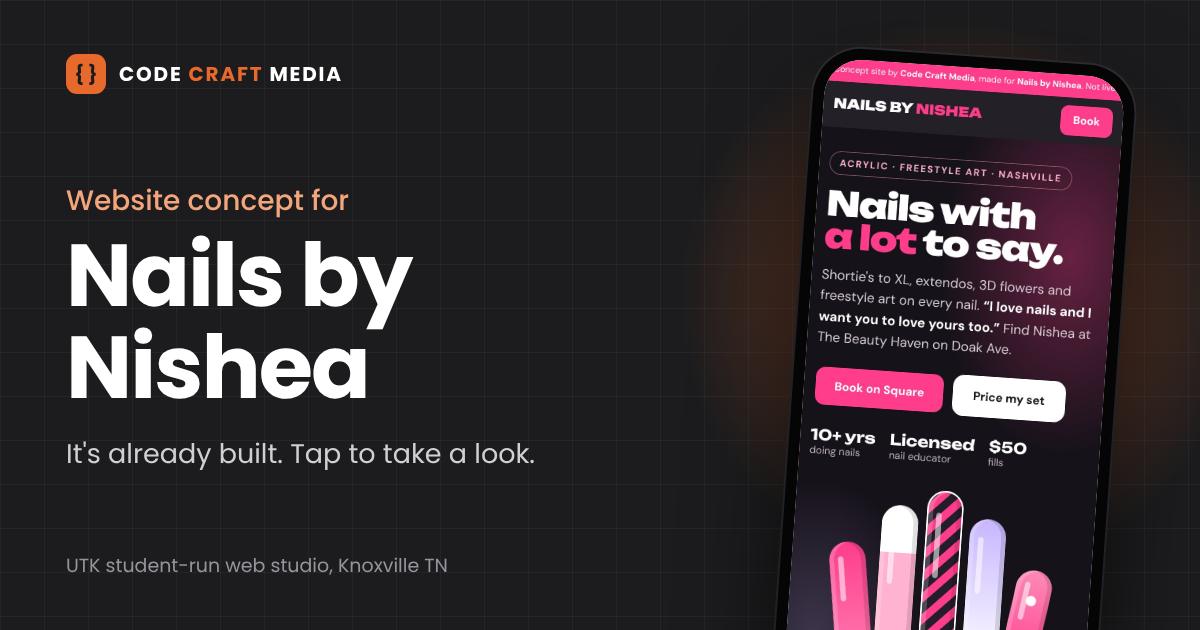 { } CODE CRAFT MEDIA
Website concept for
Nails by
Nishea
It's already built. Tap to take a look.
UTK student-run web studio, Knoxville TN
concept site by Code Craft Media, made for Nails by Nishea. Not live
NAILS BY NISHEA
Book
ACRYLIC · FREESTYLE ART · NASHVILLE
Nails with
a lot to say.
Shortie's to XL, extendos, 3D flowers and
freestyle art on every nail. “I love nails and I
want you to love yours too.” Find Nishea at
The Beauty Haven on Doak Ave.
Book on Square
Price my set
10+ yrs Licensed $50
doing nails nail educator fills